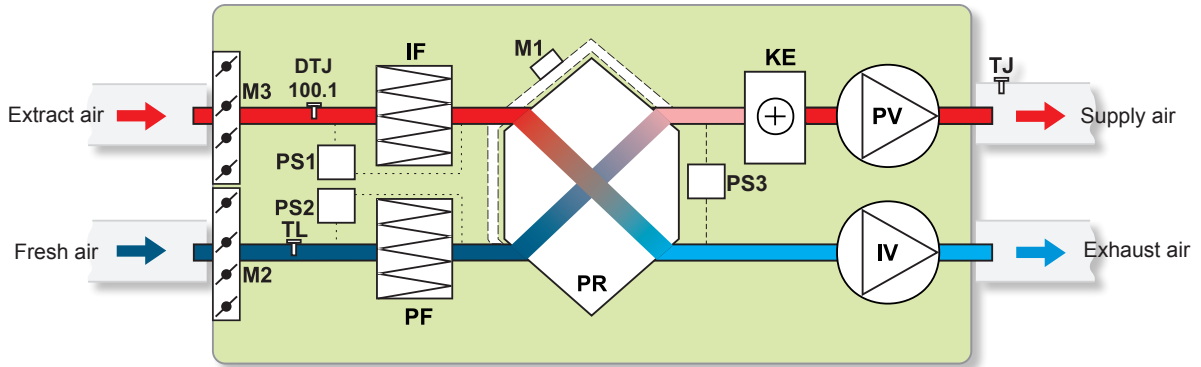 IF
M1
KE
TJ
DTJ
100.1
M3
Extract air
PV
Supply air
PS1
PS3
PS2
TL
Fresh air
M2
PR
IV
Exhaust air
PF